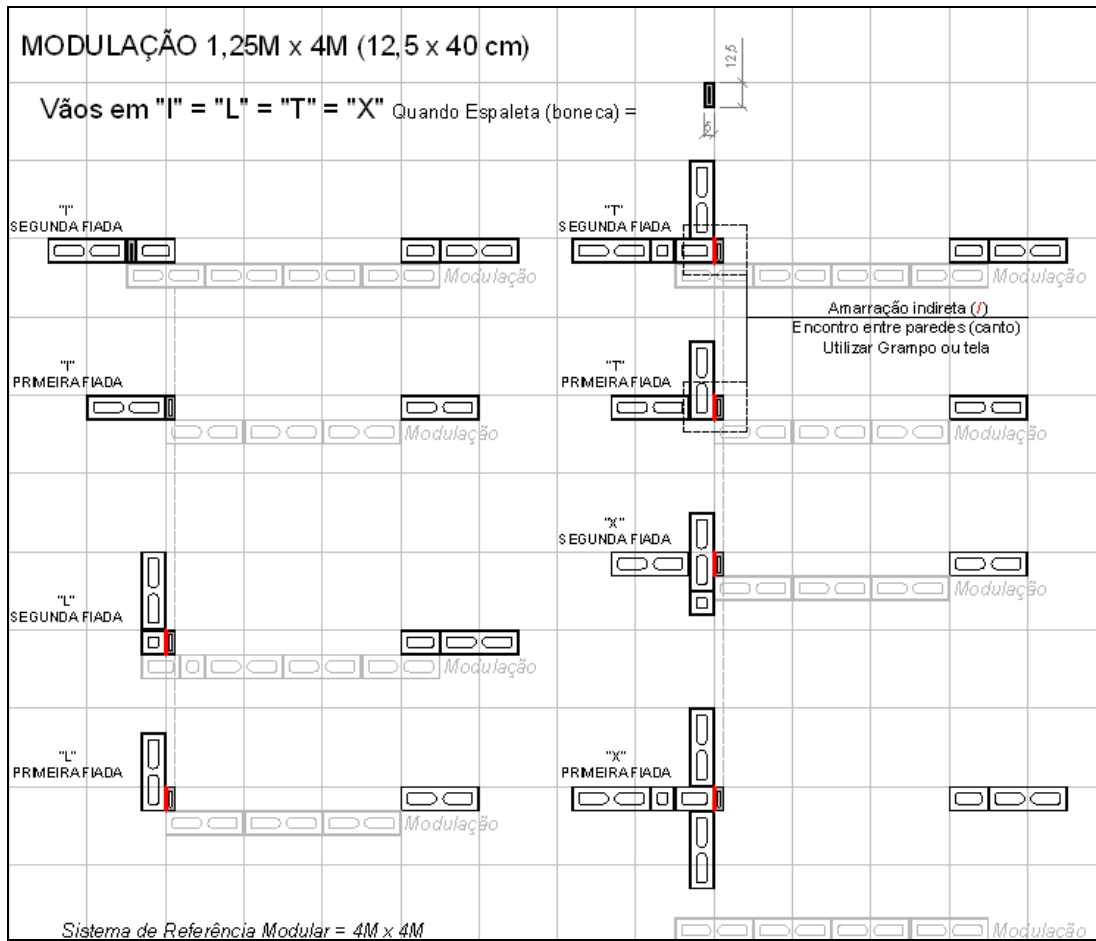 MODULAÇÃO 1,25M x 4M (12,5 x 40 cm)
12,5
Vãos em "I" = "L" = "T" = "X" Quando Espaleta (boneca) =
5
"I"
SEGUNDA FIADA
Modulação
"T"
SEGUNDA FIADA
Modulação
Amarração indireta (/)
Encontro entre paredes (canto)
Utilizar Grampo ou tela
"I"
PRIMEIRA FIADA
Modulação
"T"
PRIMEIRA FIADA
Modulação
"X"
SEGUNDA FIADA
Modulação
"L"
SEGUNDA FIADA
Modulação
"L"
PRIMEIRA FIADA
Modulação
"X"
PRIMEIRA FIADA
Sistema de Referência Modular = 4M x 4M
Modulação